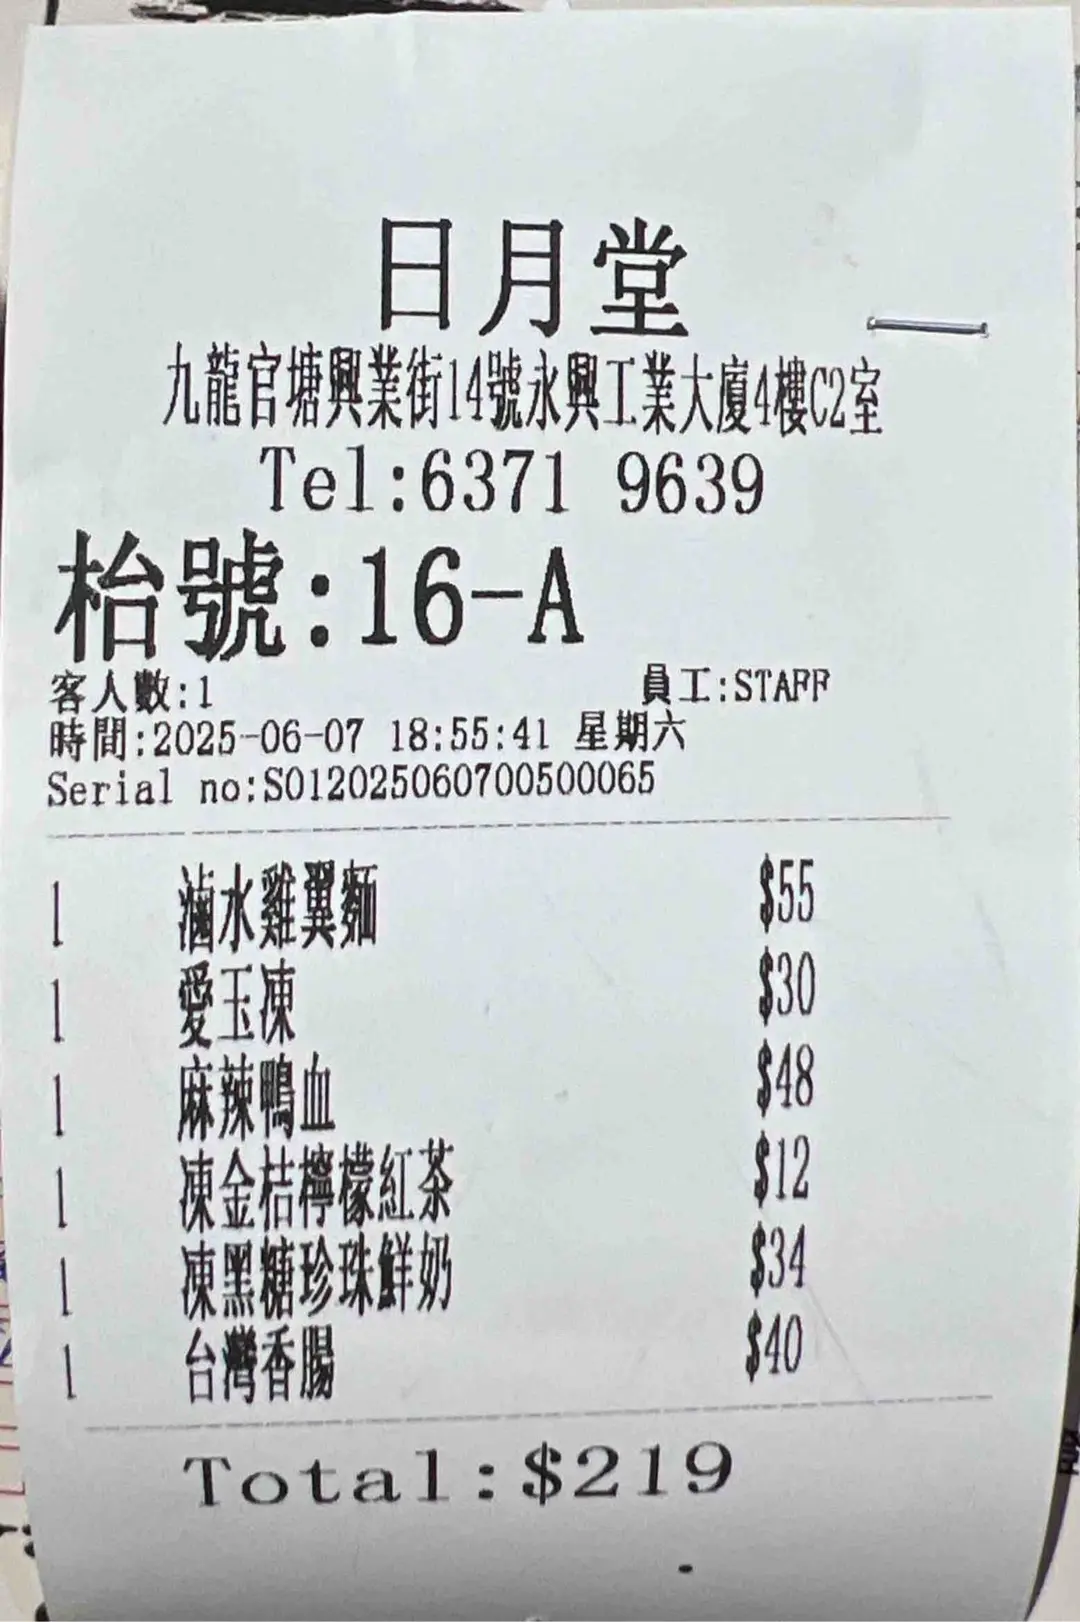 日月堂
九龍官塘興業街14號永興工業大廈4樓C2室
Tel:6371 9639
枱號:16-A
客人數:1 員工:STAFF
時間:2025-06-07 18:55:41 星期六
Serial no:S01202506070050​0065
1 滷水雞翼麵 $55
1 愛玉凍 $30
1 麻辣鴨血 $48
1 凍金桔檸檬紅茶 $12
1 凍黑糖珍珠鮮奶 $34
1 台灣香腸 $40
Total:$219